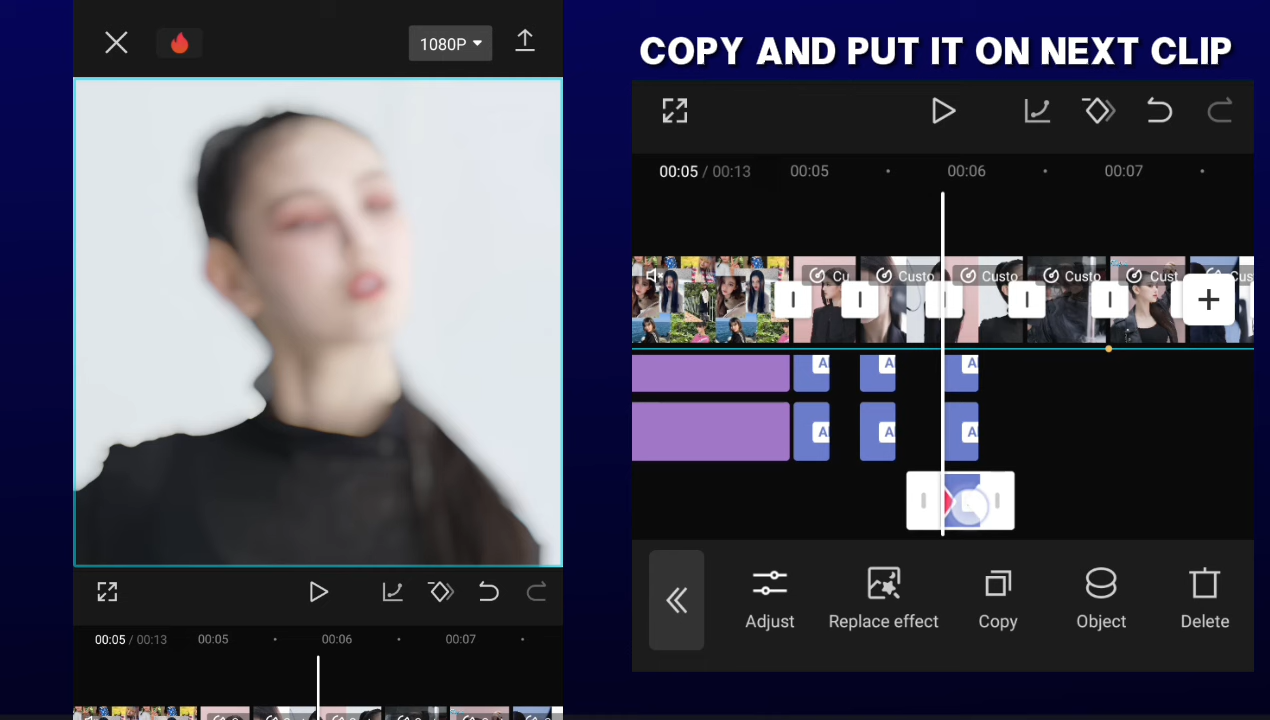 1080P
COPY AND PUT IT ON NEXT CLIP
00:05 / 00:13
00:05
00:06
00:07
Cu
Custo
Custo
Custo
Cust
Cus
A
A
A
A
A
A
Adjust
Replace effect
Copy
Object
Delete
00:05 / 00:13
00:05
00:06
00:07